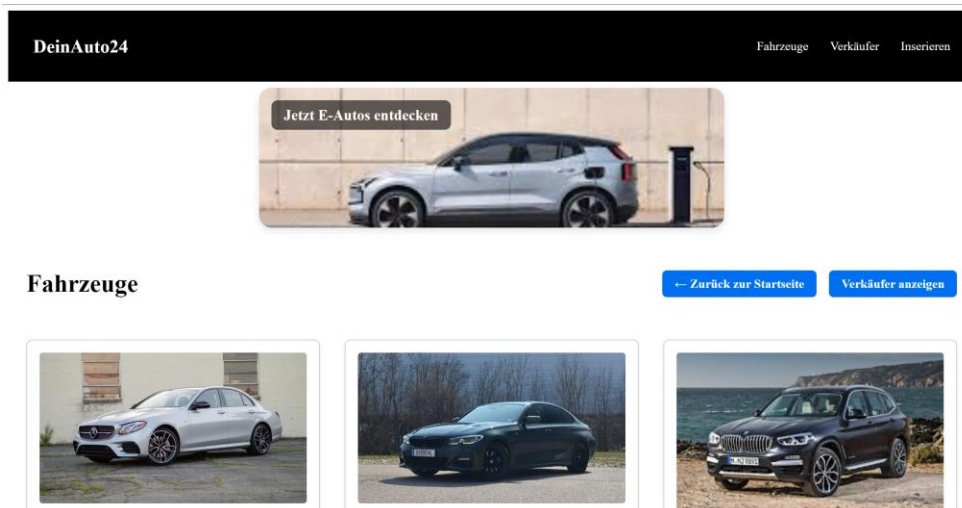 DeinAuto24
Fahrzeuge Verkäufer Inserieren
Jetzt E-Autos entdecken
Fahrzeuge
← Zurück zur Startseite
Verkäufer anzeigen